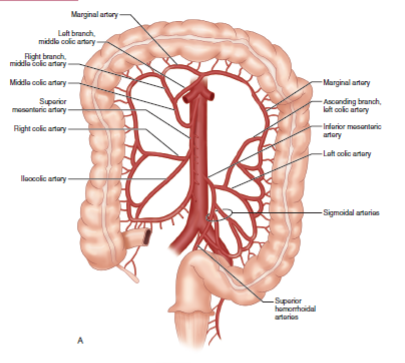 Marginal artery
Left branch,
middle colic artery
Right branch,
middle colic artery
Middle colic artery
Superior
mesenteric artery
Right colic artery
Ileocolic artery
Marginal artery
Ascending branch,
left colic artery
Inferior mesenteric
artery
Left colic artery
Sigmoidal arteries
Superior
hemorrhoidal
arteries
A